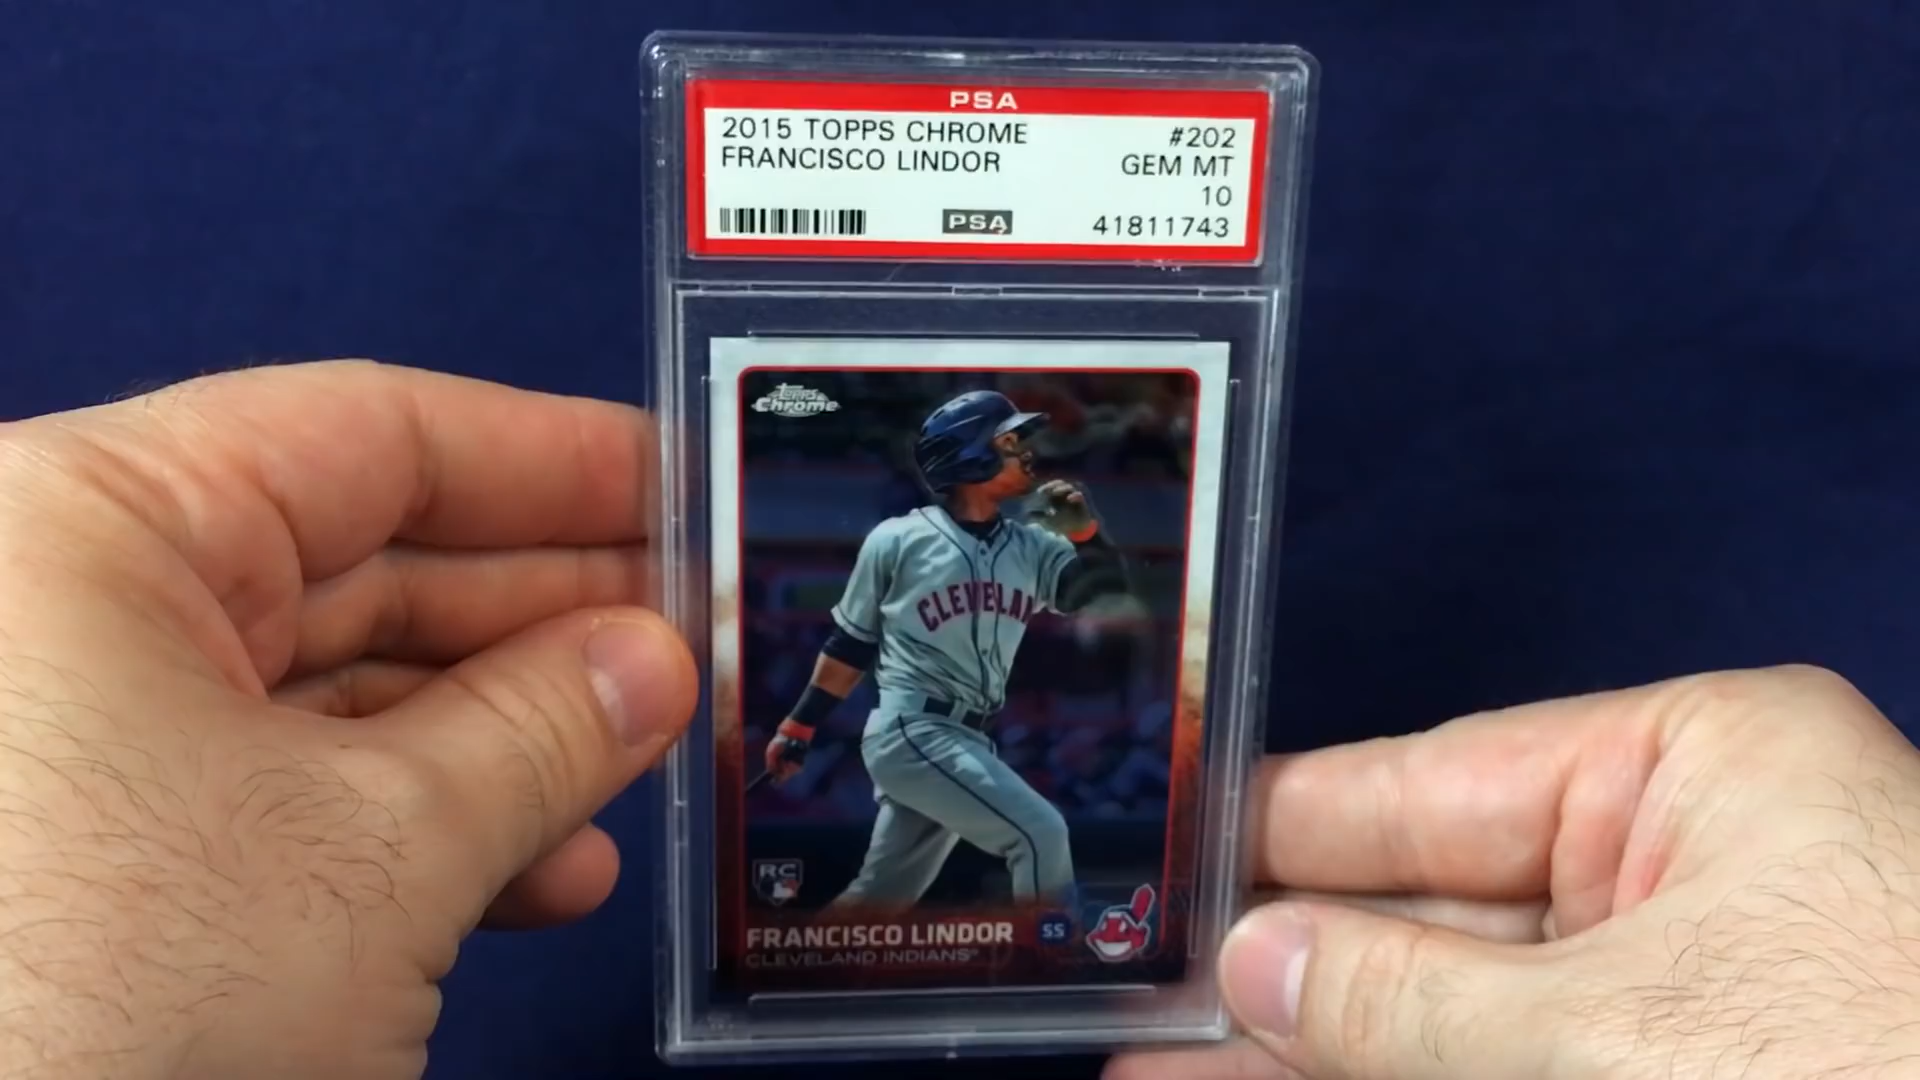 PSA
2015 TOPPS CHROME #202
FRANCISCO LINDOR GEM MT
10
PSA 41811743
Topps
Chrome
CLEVELAN
RC
FRANCISCO LINDOR SS
CLEVELAND INDIANS®